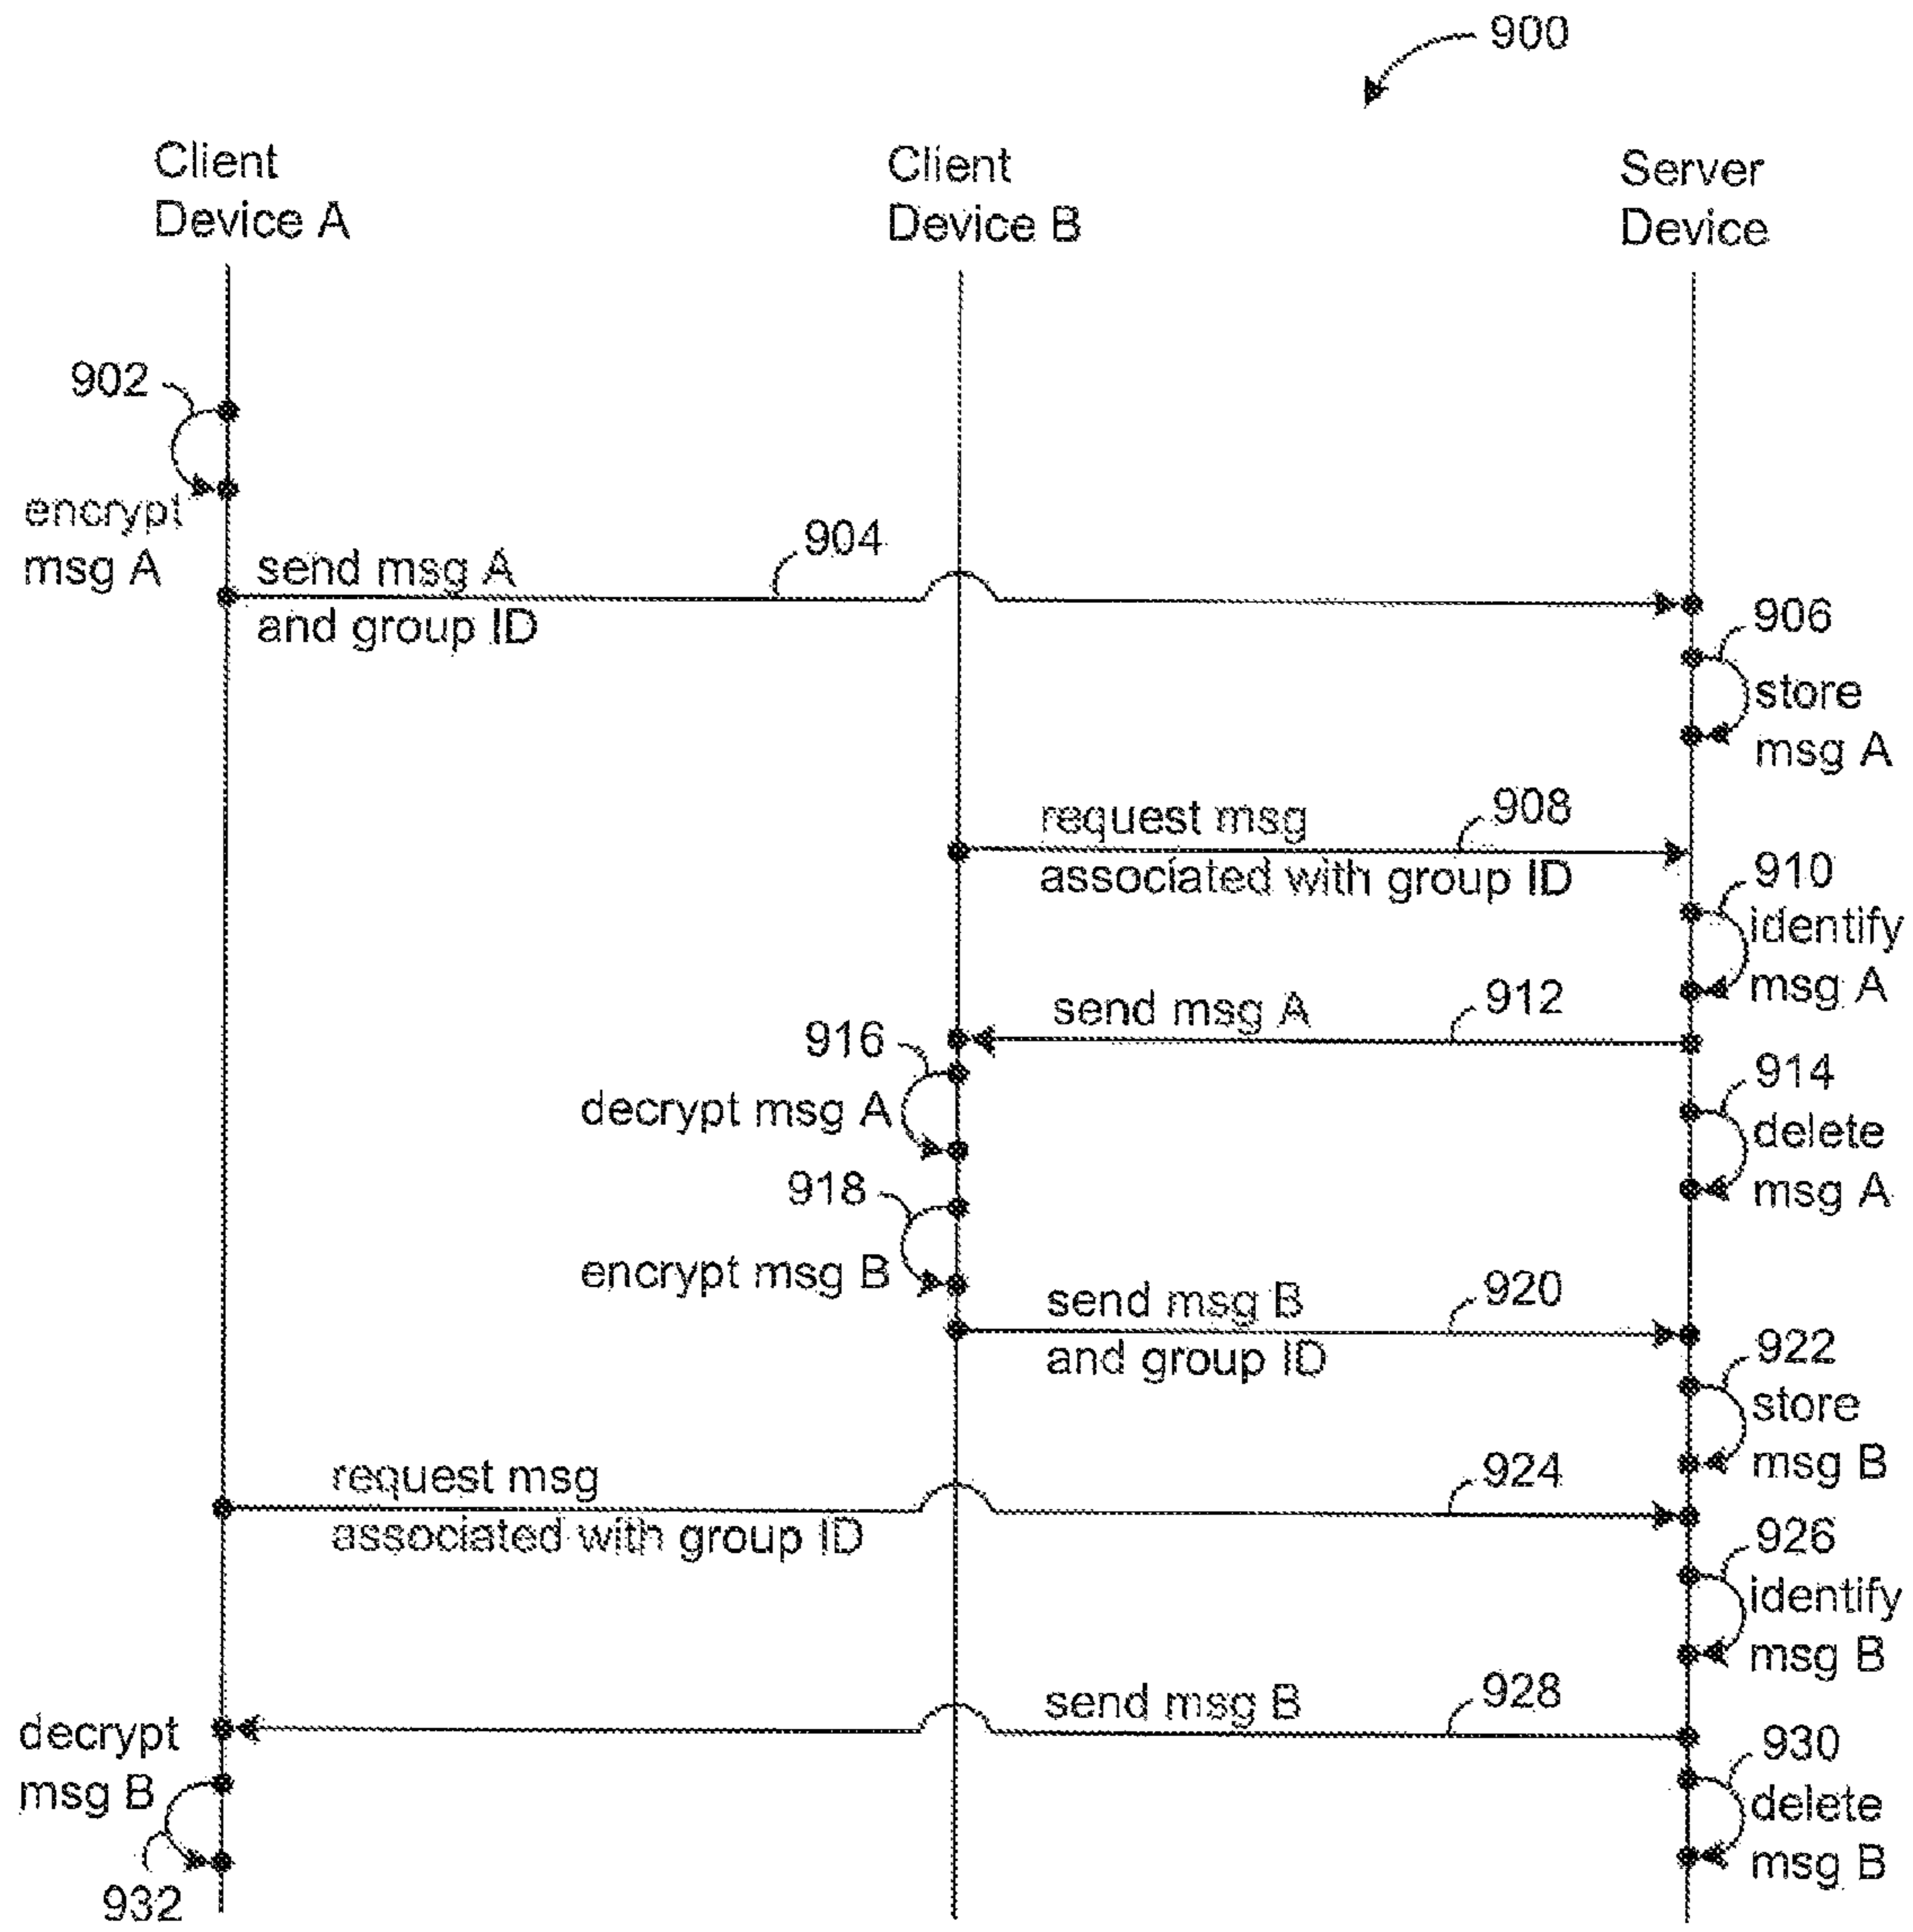 900
Client
Device A
Client
Device B
Server
Device
902
encrypt
msg A
904
send msg A
and group ID
906
store
msg A
908
request msg
associated with group ID
910
identify
msg A
912
send msg A
914
delete
msg A
916
decrypt msg A
918
encrypt msg B
920
send msg B
and group ID
922
store
msg B
924
request msg
associated with group ID
926
identify
msg B
928
send msg B
930
delete
msg B
decrypt
msg B
932